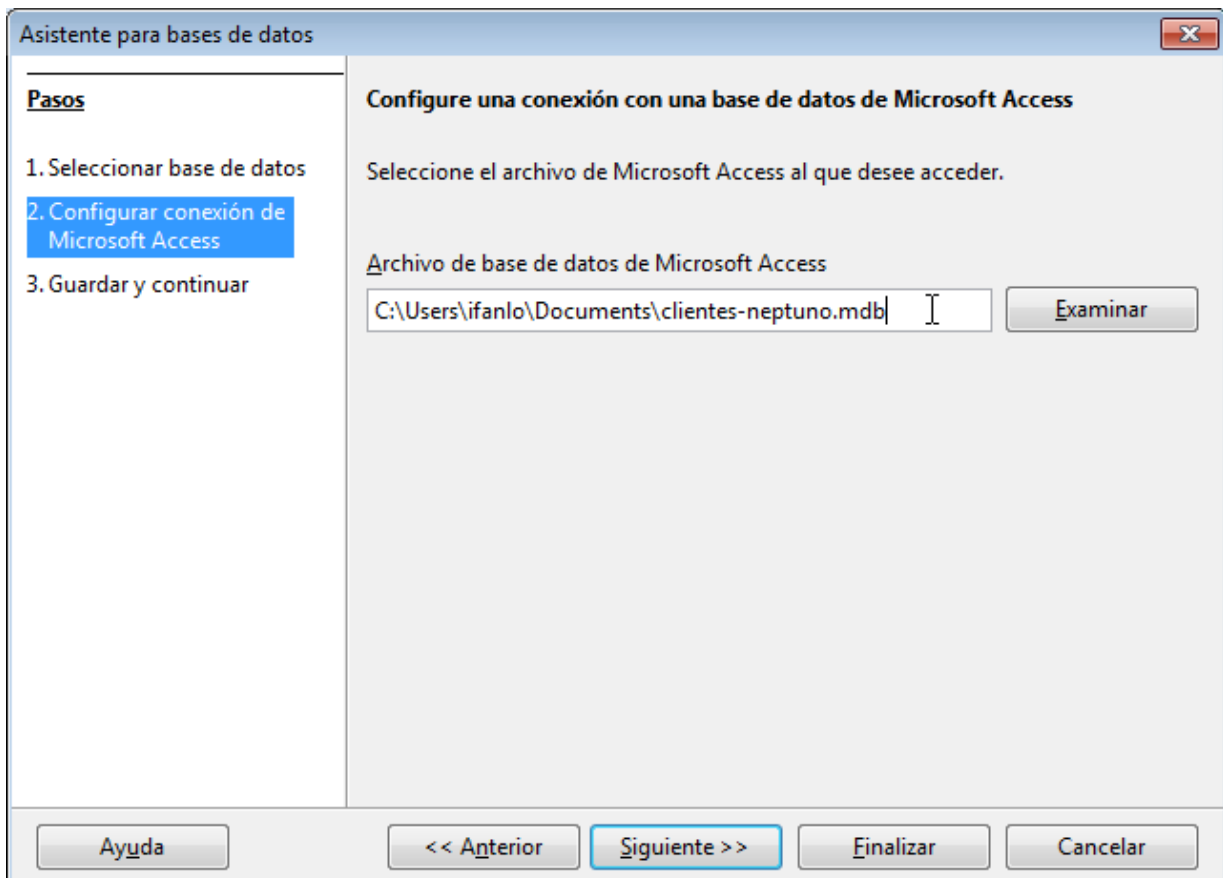 Asistente para bases de datos
Pasos
1. Seleccionar base de datos
2. Configurar conexión de
Microsoft Access
3. Guardar y continuar
Configure una conexión con una base de datos de Microsoft Access
Seleccione el archivo de Microsoft Access al que desee acceder.
Archivo de base de datos de Microsoft Access
C:\Users\ifanlo\Documents\clientes-neptuno.mdb
Examinar
Ayuda
<< Anterior
Siguiente >>
Finalizar
Cancelar